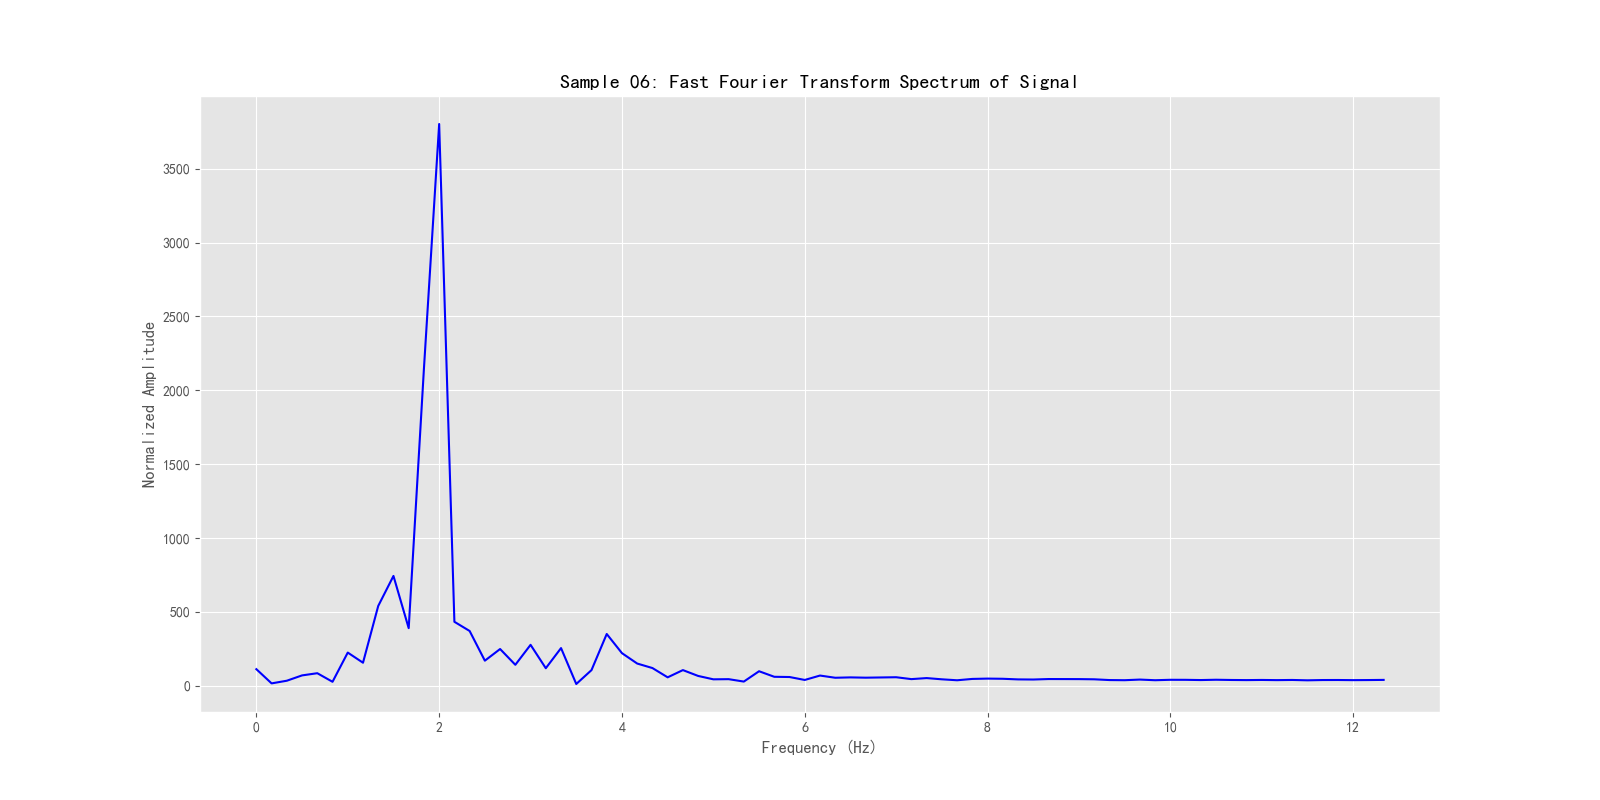 Sample 06: Fast Fourier Transform Spectrum of Signal
Normalized Amplitude
3500
3000
2500
2000
1500
1000
500
0
0 2 4 6 8 10 12
Frequency (Hz)